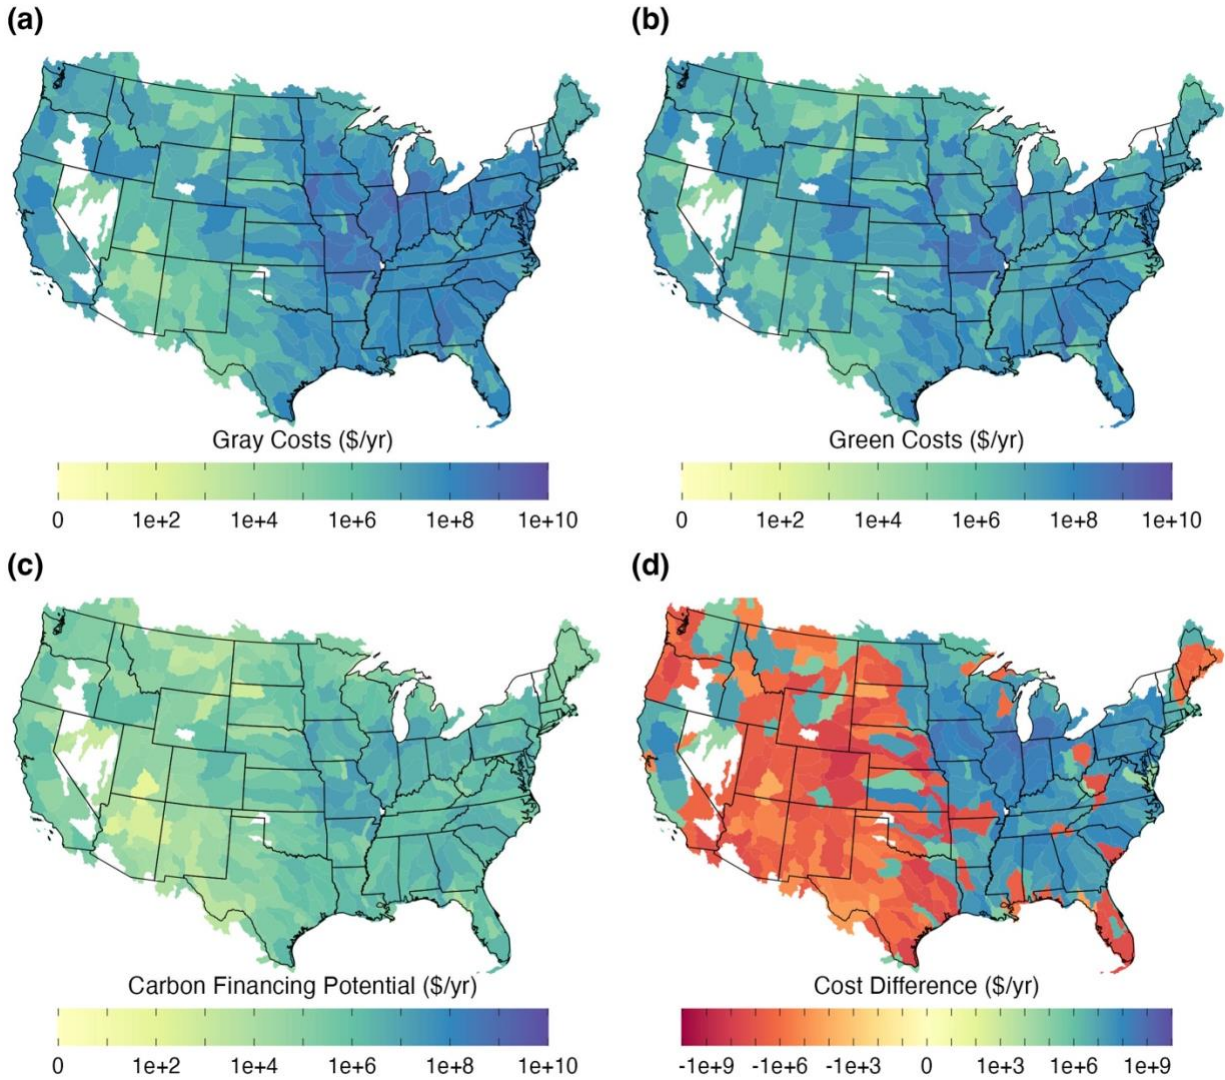 (a)
(b)
Gray Costs ($/yr)
Green Costs ($/yr)
0 1e+2 1e+4 1e+6 1e+8 1e+10
0 1e+2 1e+4 1e+6 1e+8 1e+10
(c)
(d)
Carbon Financing Potential ($/yr)
Cost Difference ($/yr)
0 1e+2 1e+4 1e+6 1e+8 1e+10
-1e+9 -1e+6 -1e+3 0 1e+3 1e+6 1e+9